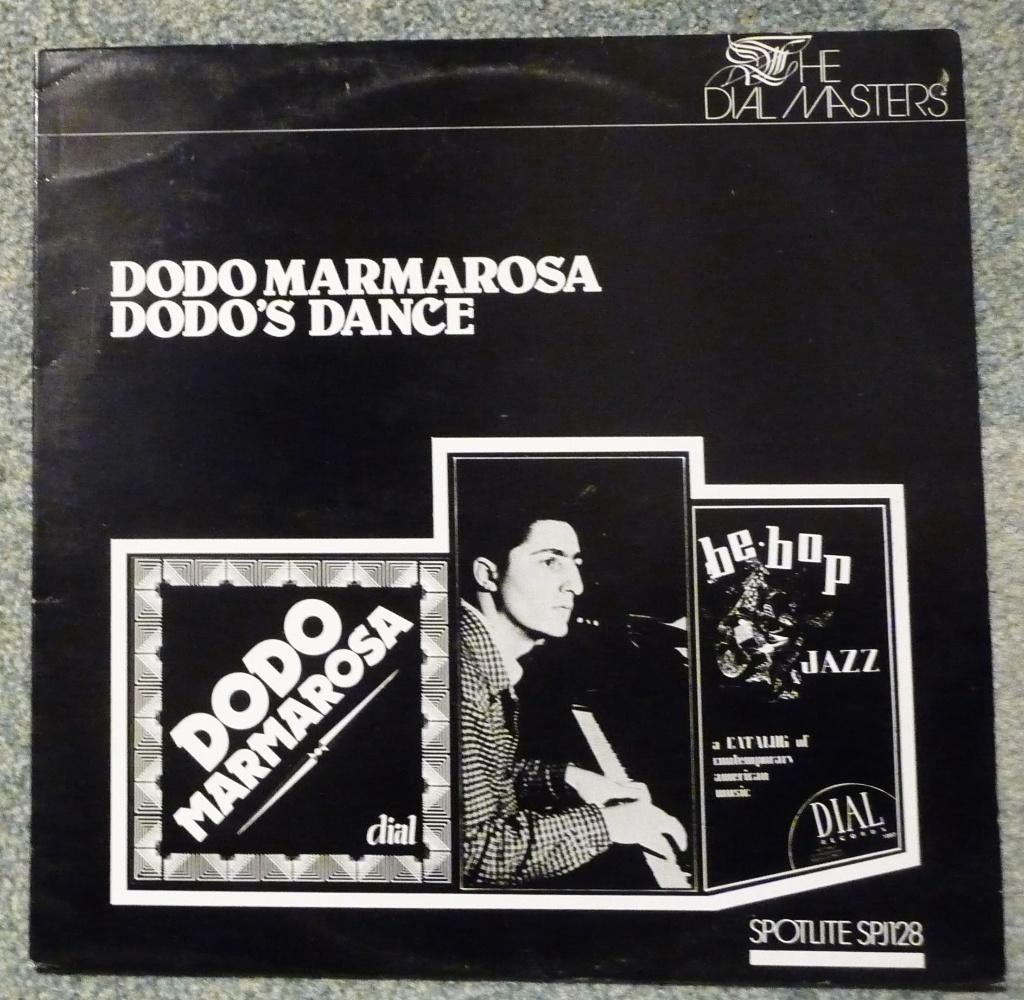 THE
DIAL MASTERS
DODO MARMAROSA
DODO'S DANCE
DODO
MARMAROSA
dial
be·bop
JAZZ
a CATALOG of
contemporary
american
music
DIAL
RECORDS
SPOTLITE SPJ128